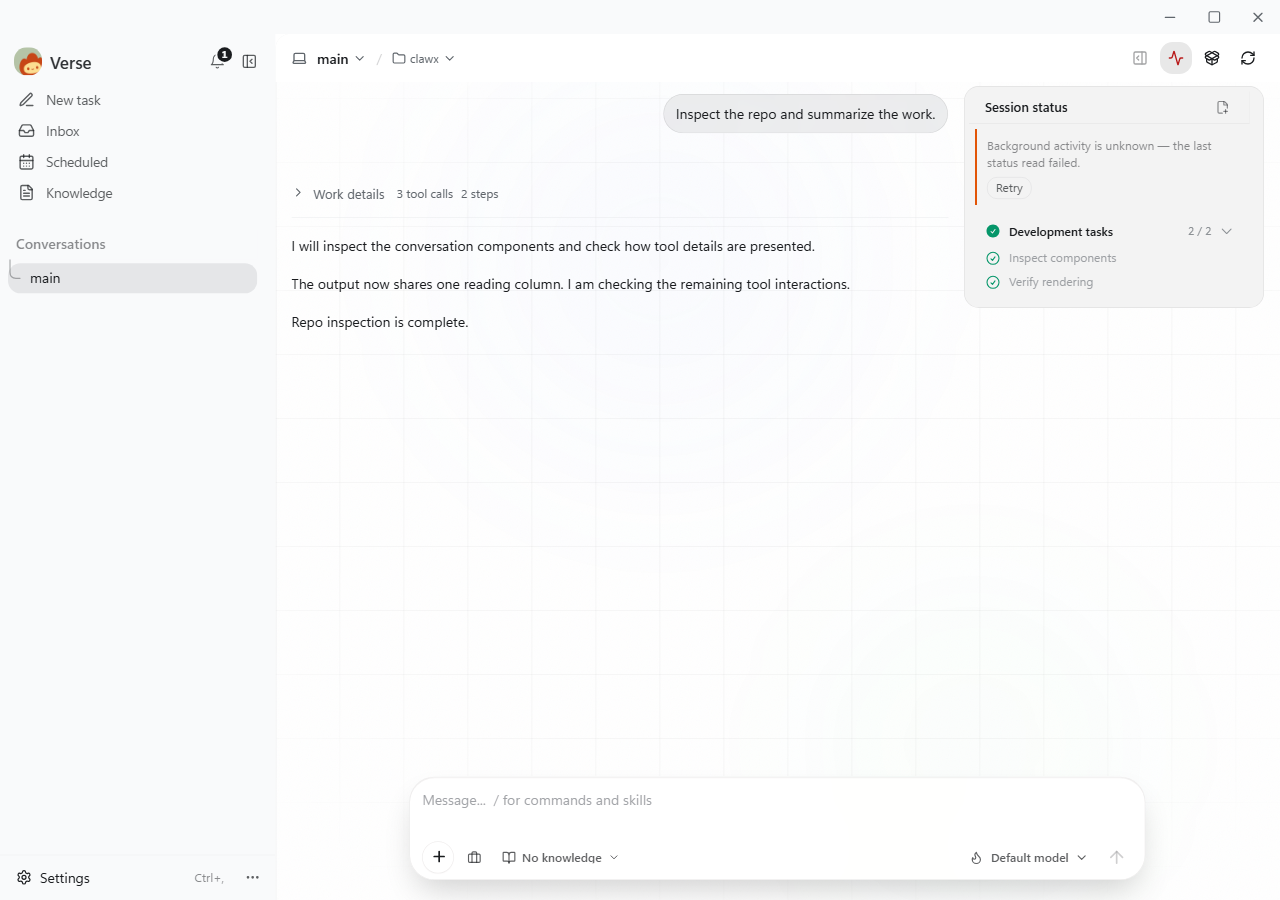 Verse
1
New task
Inbox
Scheduled
Knowledge
Conversations
main
Settings
Ctrl+,
main / clawx
Inspect the repo and summarize the work.
Work details 3 tool calls 2 steps
I will inspect the conversation components and check how tool details are presented.
The output now shares one reading column. I am checking the remaining tool interactions.
Repo inspection is complete.
Session status
Background activity is unknown — the last
status read failed.
Retry
Development tasks 2 / 2
Inspect components
Verify rendering
Message... / for commands and skills
No knowledge
Default model